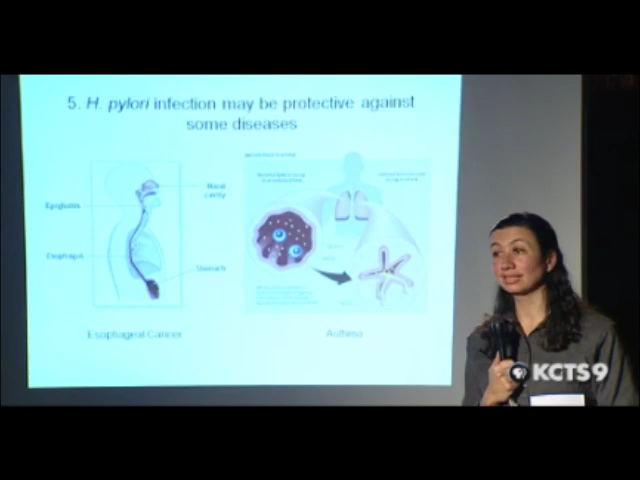 5. H. pylori infection may be protective against
some diseases
Nasal
cavity
Epiglottis
Esophagus
Stomach
Esophageal Cancer
Asthma
KCTS9